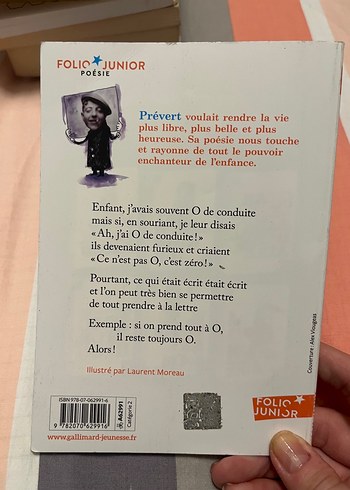 FOLIO JUNIOR
POÉSIE
Prévert voulait rendre la vie
plus libre, plus belle et plus
heureuse. Sa poésie nous touche
et rayonne de tout le pouvoir
enchanteur de l'enfance.
Enfant, j'avais souvent O de conduite
mais si, en souriant, je leur disais
« Ah, j'ai O de conduite ! »
ils devenaient furieux et criaient
« Ce n'est pas O, c'est zéro ! »
Pourtant, ce qui était écrit était écrit
et l'on peut très bien se permettre
de tout prendre à la lettre
Exemple : si on prend tout à O,
il reste toujours O.
Alors !
Illustré par Laurent Moreau
Couverture : Alex Viougeas
ISBN 978-07-062991-6
A62991
Catégorie 2
9 782070 629916
www.gallimard-jeunesse.fr
FOLIO
JUNIOR